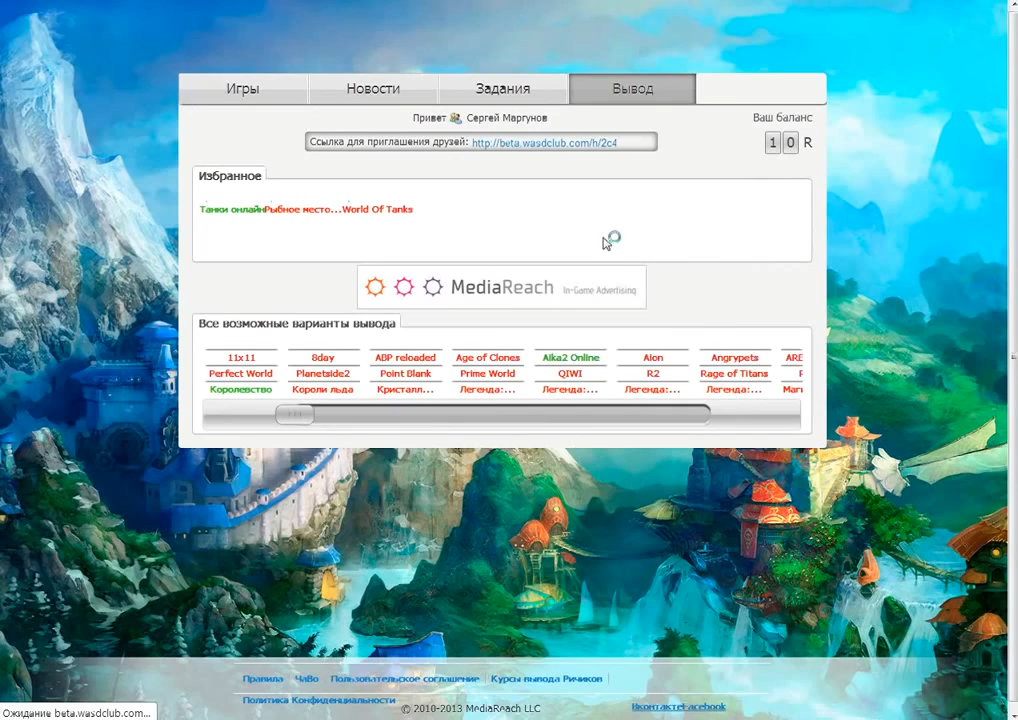 Игры Новости Задания Вывод
Привет Сергей Маргунов
Ваш баланс
Ссылка для приглашения друзей: http://beta.wasdclub.com/h/2c4
1 0 R
Избранное
Танки онлайн Рыбное место... World Of Tanks
MediaReach In-Game Advertising
Все возможные варианты вывода
11x11 8day ABP reloaded Age of Clones Aika2 Online Aion Angrypets
Perfect World Planetside2 Point Blank Prime World QIWI R2 Rage of Titans
Королевство Короли льда Кристалл... Легенда:... Легенда:... Легенда:... Легенда:...
Правила ЧаВо Пользовательское соглашение Курсы вывода Ричиков
Политика Конфиденциальности
© 2010-2013 MediaReach LLC
Вконтакте Facebook
Ожидание beta.wasdclub.com...